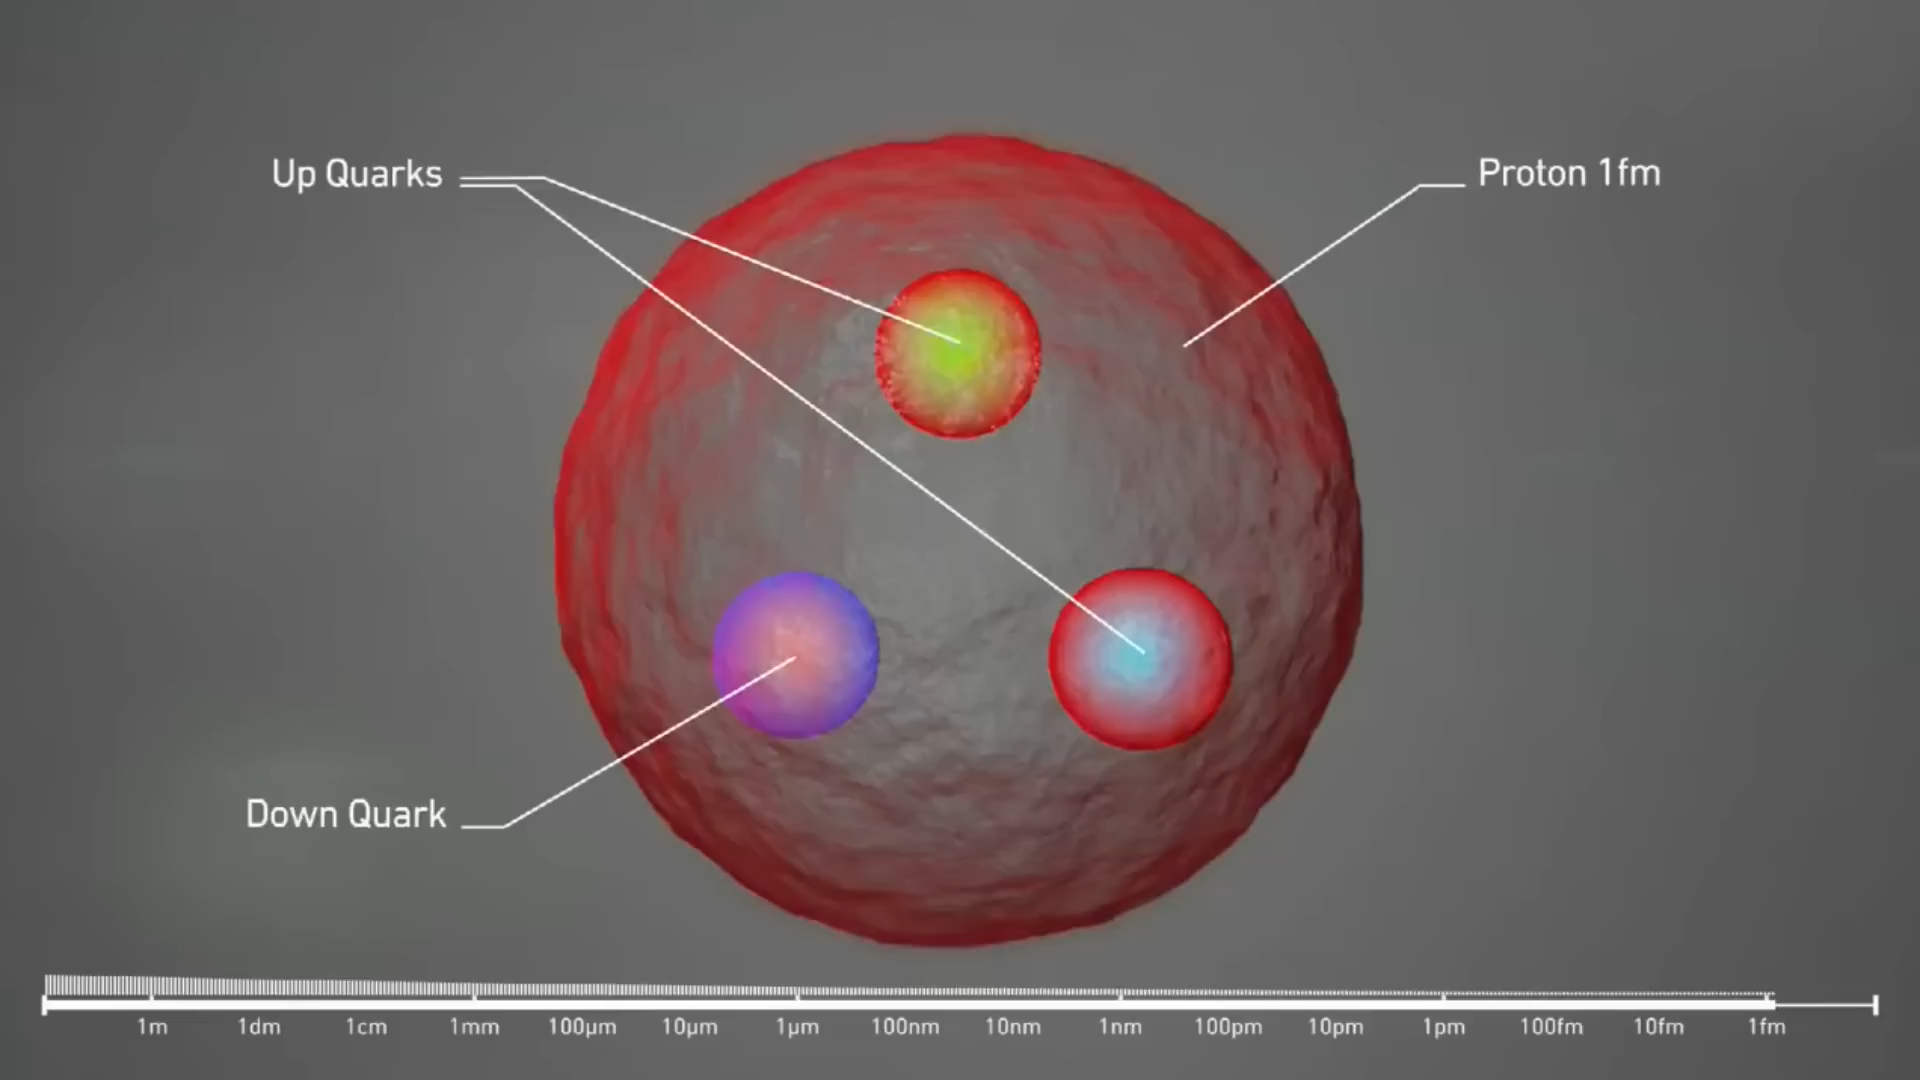 Up Quarks
Proton 1fm
Down Quark
1m 1dm 1cm 1mm 100µm 10µm 1µm 100nm 10nm 1nm 100pm 10pm 1pm 100fm 10fm 1fm